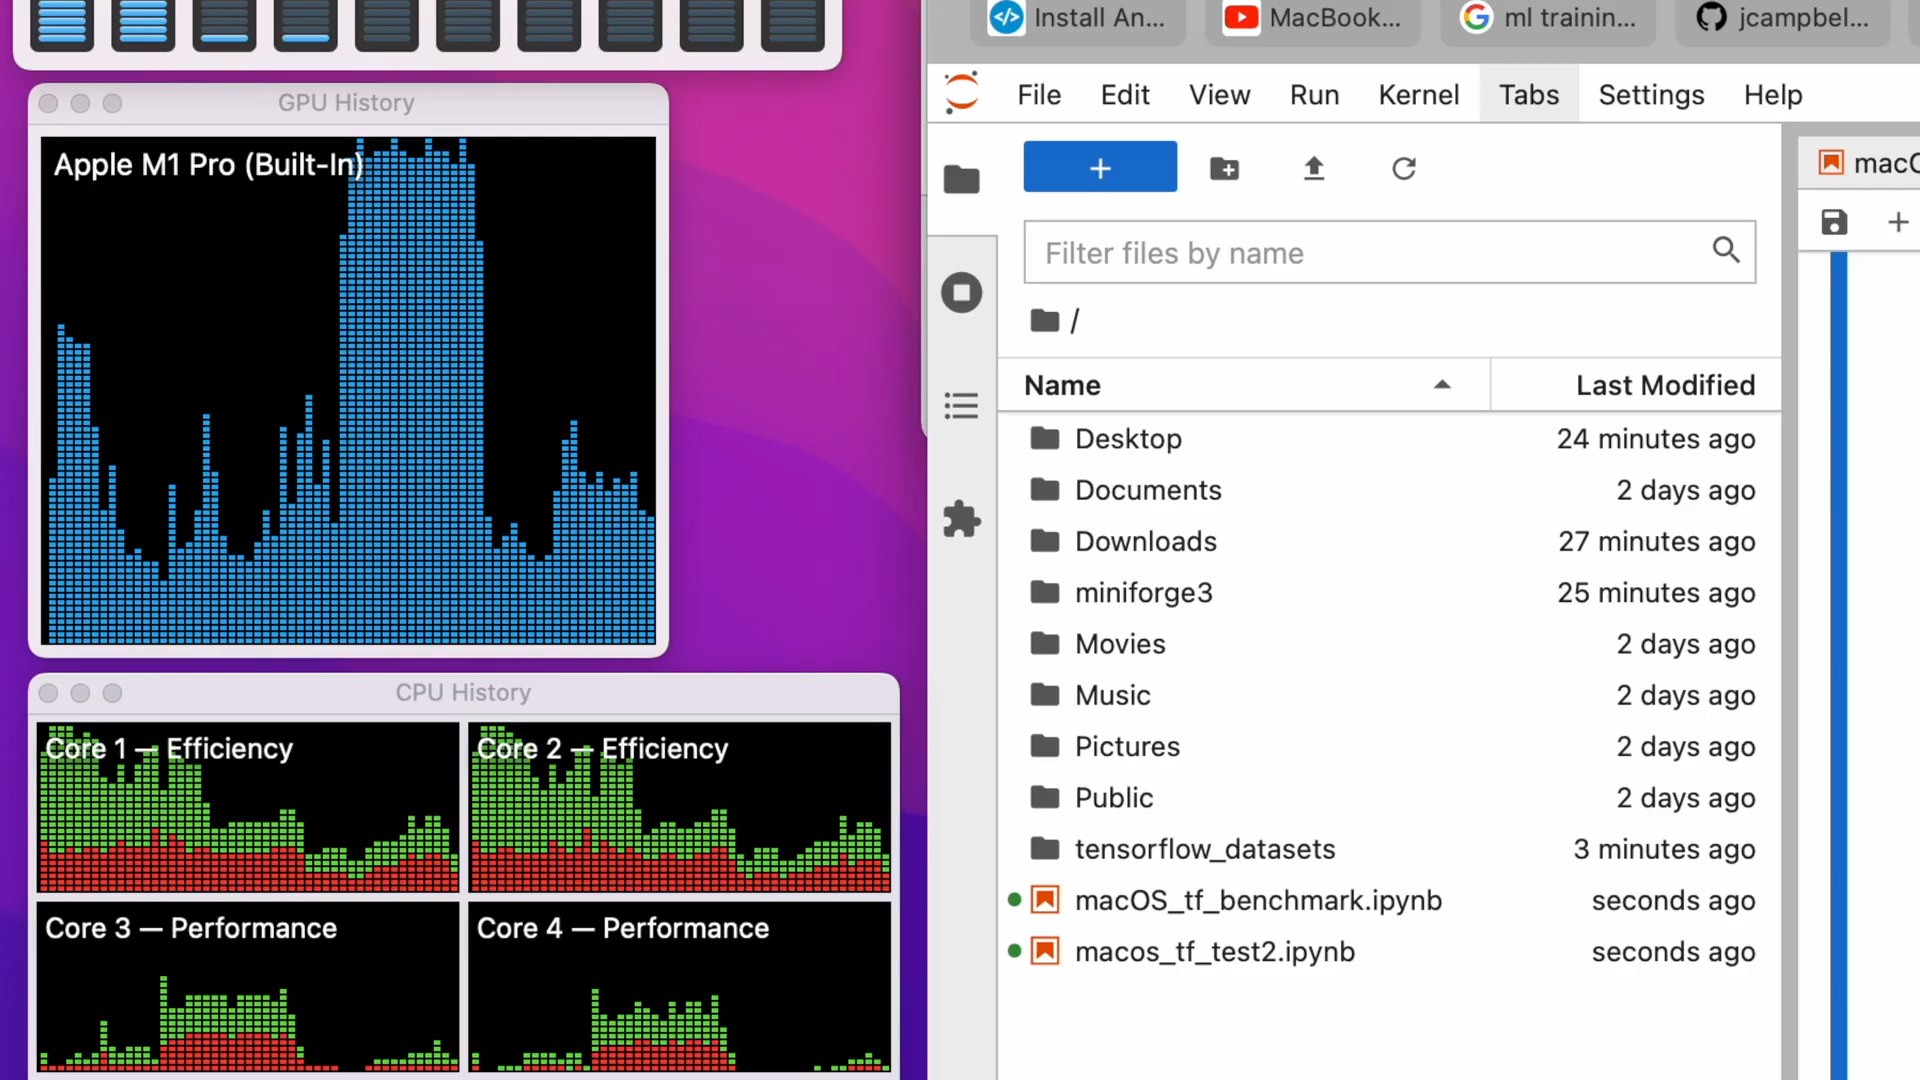 Install An...
MacBook...
ml trainin...
jcampbel...
GPU History
Apple M1 Pro (Built-In)
File
Edit
View
Run
Kernel
Tabs
Settings
Help
+
Filter files by name
/
Name
Last Modified
Desktop
24 minutes ago
Documents
2 days ago
Downloads
27 minutes ago
miniforge3
25 minutes ago
Movies
2 days ago
Music
2 days ago
Pictures
2 days ago
Public
2 days ago
tensorflow_datasets
3 minutes ago
macOS_tf_benchmark.ipynb
seconds ago
macos_tf_test2.ipynb
seconds ago
CPU History
Core 1 — Efficiency
Core 2 — Efficiency
Core 3 — Performance
Core 4 — Performance